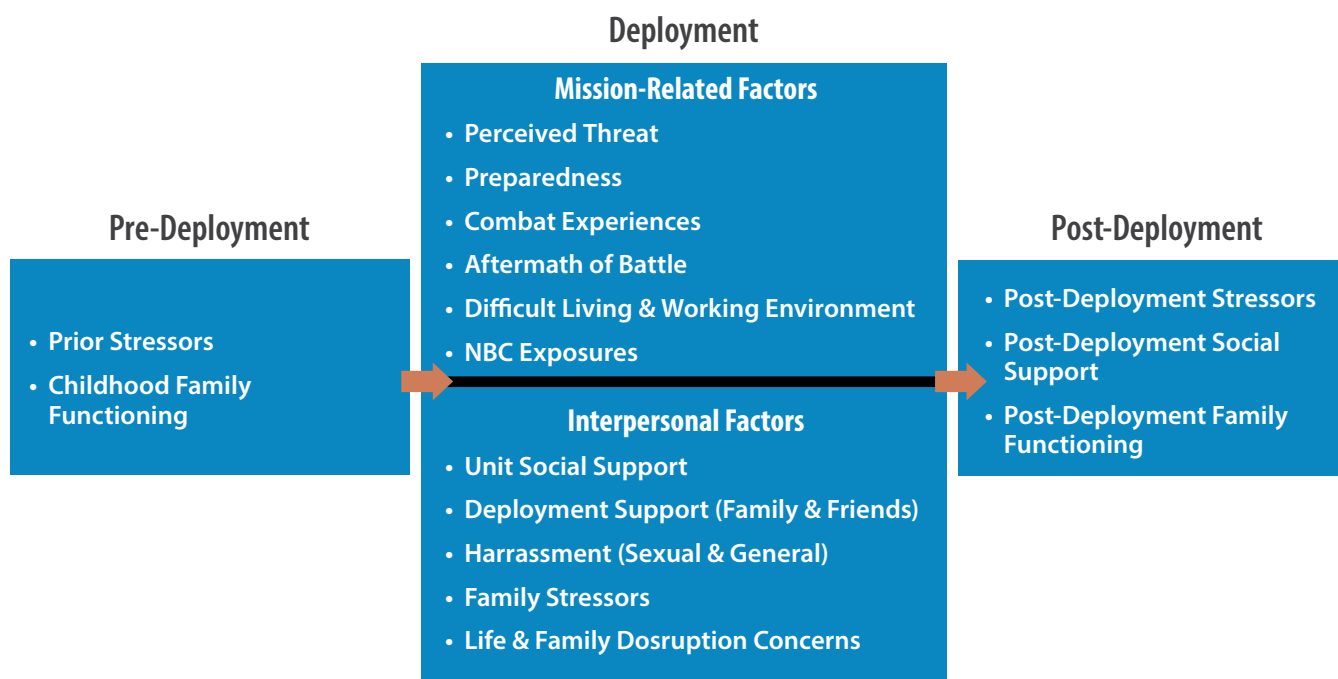 Pre-Deployment
• Prior Stressors
• Childhood Family
Functioning
Deployment
Mission-Related Factors
• Perceived Threat
• Preparedness
• Combat Experiences
• Aftermath of Battle
• Difficult Living & Working Environment
• NBC Exposures
Interpersonal Factors
• Unit Social Support
• Deployment Support (Family & Friends)
• Harrassment (Sexual & General)
• Family Stressors
• Life & Family Dosruption Concerns
Post-Deployment
• Post-Deployment Stressors
• Post-Deployment Social
Support
• Post-Deployment Family
Functioning